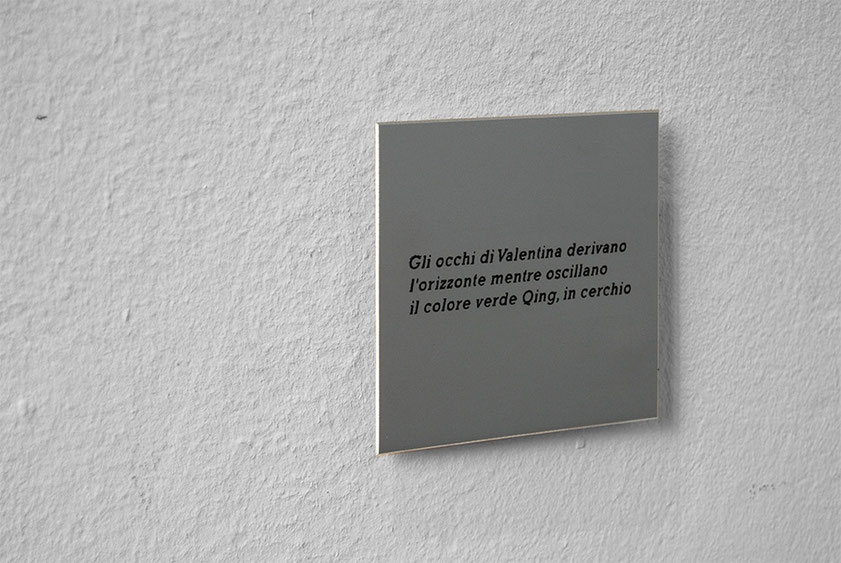 Gli occhi di Valentina derivano
l'orizzonte mentre oscillano
il colore verde Qing, in cerchio